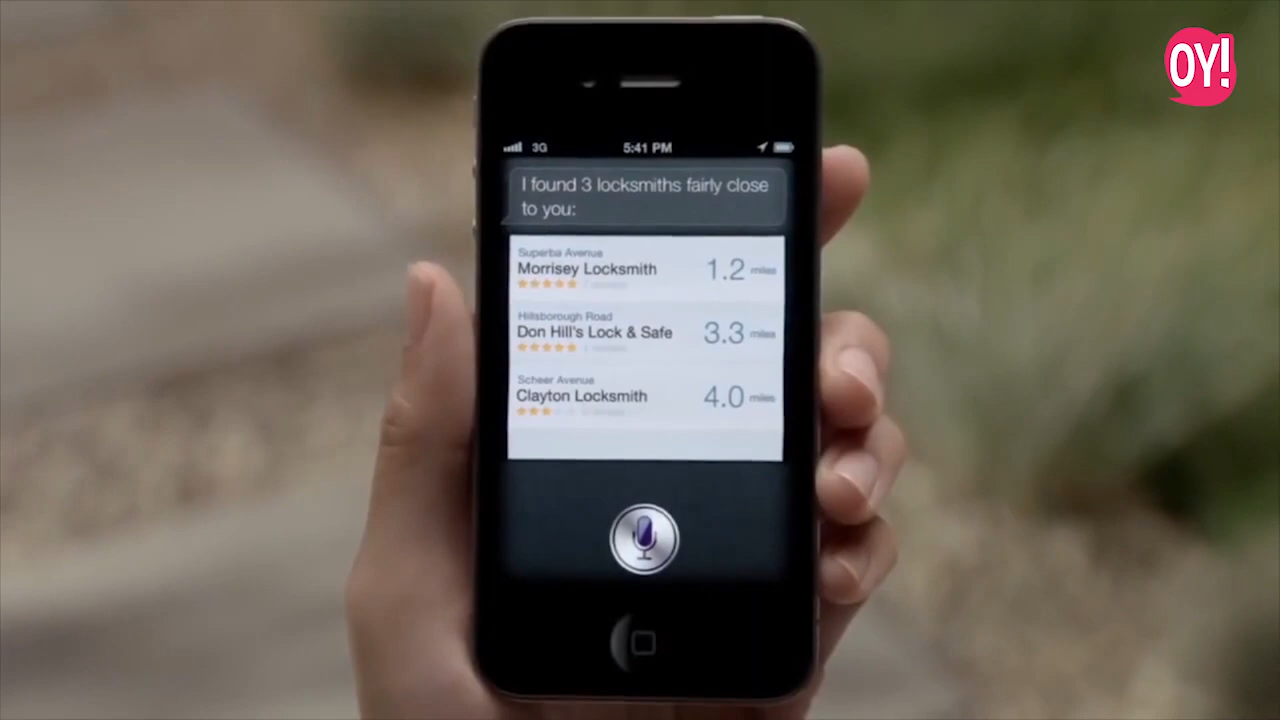 OY!
3G 5:41 PM
I found 3 locksmiths fairly close
to you:
Superba Avenue
Morrisey Locksmith 1.2 miles
Hillsborough Road
Don Hill's Lock & Safe 3.3 miles
Scheer Avenue
Clayton Locksmith 4.0 miles